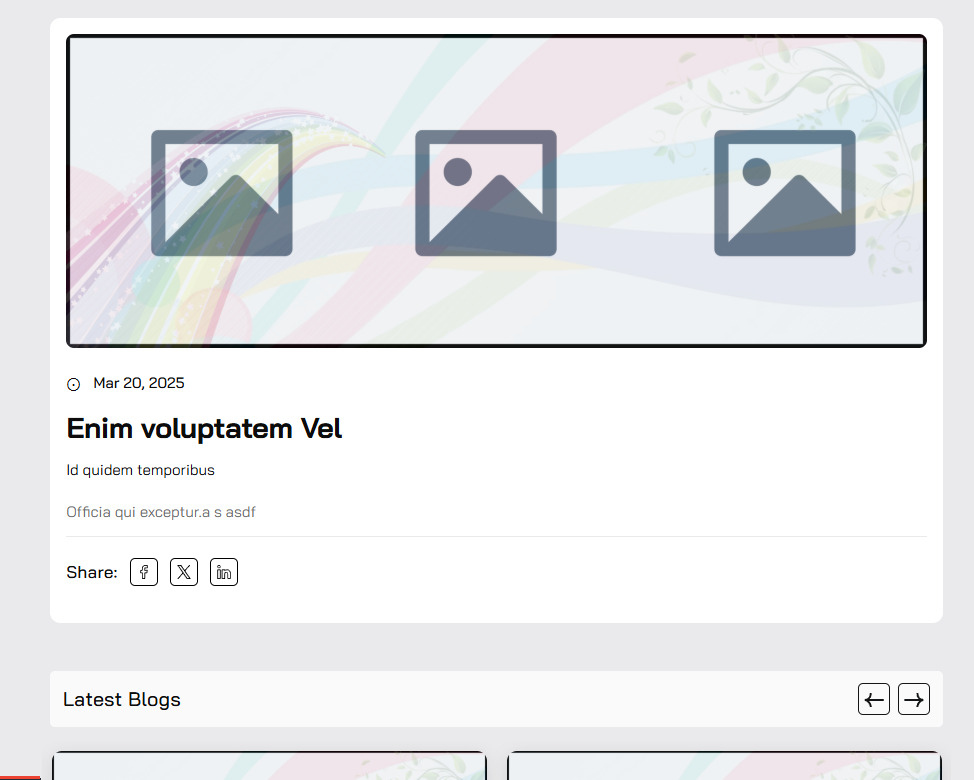 Mar 20, 2025
Enim voluptatem Vel
Id quidem temporibus
Officia qui exceptur.a s asdf
Share:
Latest Blogs